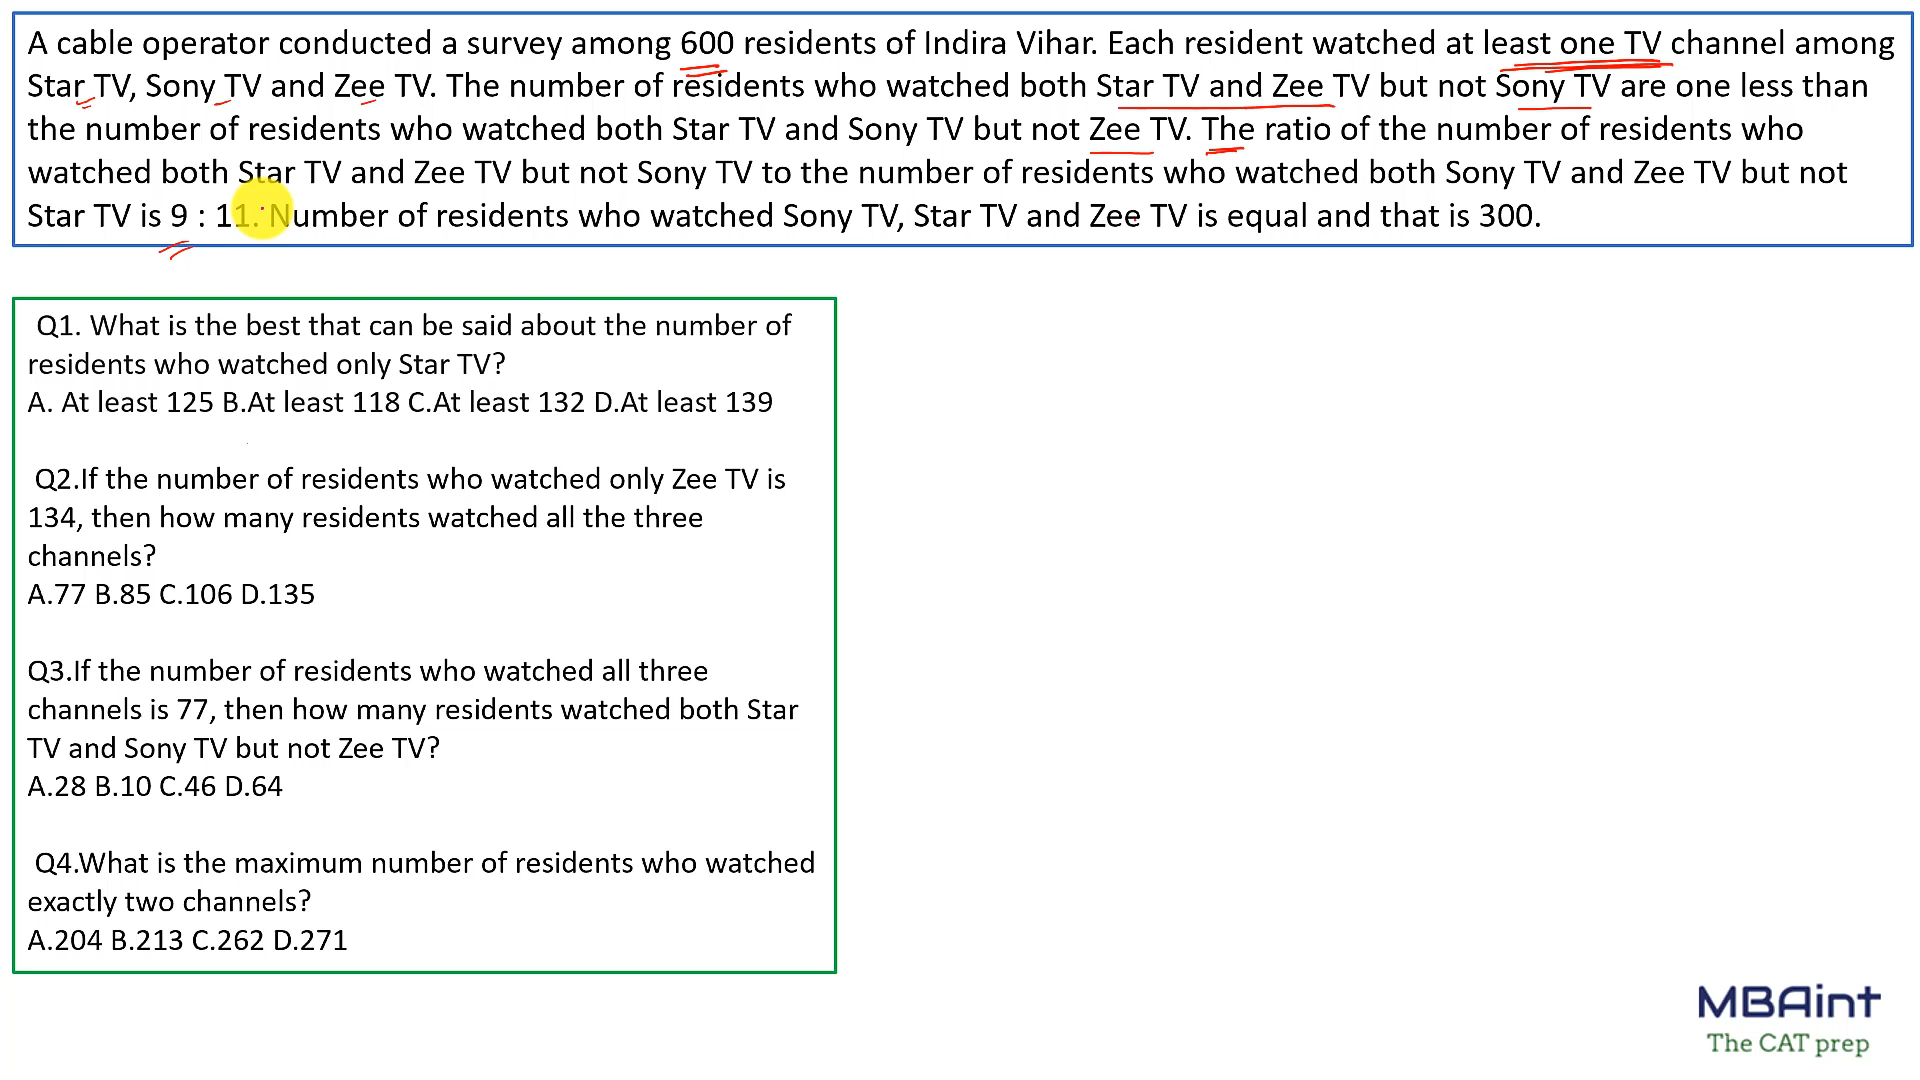 A cable operator conducted a survey among 600 residents of Indira Vihar. Each resident watched at least one TV channel among
Star TV, Sony TV and Zee TV. The number of residents who watched both Star TV and Zee TV but not Sony TV are one less than
the number of residents who watched both Star TV and Sony TV but not Zee TV. The ratio of the number of residents who
watched both Star TV and Zee TV but not Sony TV to the number of residents who watched both Sony TV and Zee TV but not
Star TV is 9 : 11. Number of residents who watched Sony TV, Star TV and Zee TV is equal and that is 300.
Q1. What is the best that can be said about the number of
residents who watched only Star TV?
A. At least 125 B.At least 118 C.At least 132 D.At least 139
Q2.If the number of residents who watched only Zee TV is
134, then how many residents watched all the three
channels?
A.77 B.85 C.106 D.135
Q3.If the number of residents who watched all three
channels is 77, then how many residents watched both Star
TV and Sony TV but not Zee TV?
A.28 B.10 C.46 D.64
Q4.What is the maximum number of residents who watched
exactly two channels?
A.204 B.213 C.262 D.271
MBAint
The CAT prep